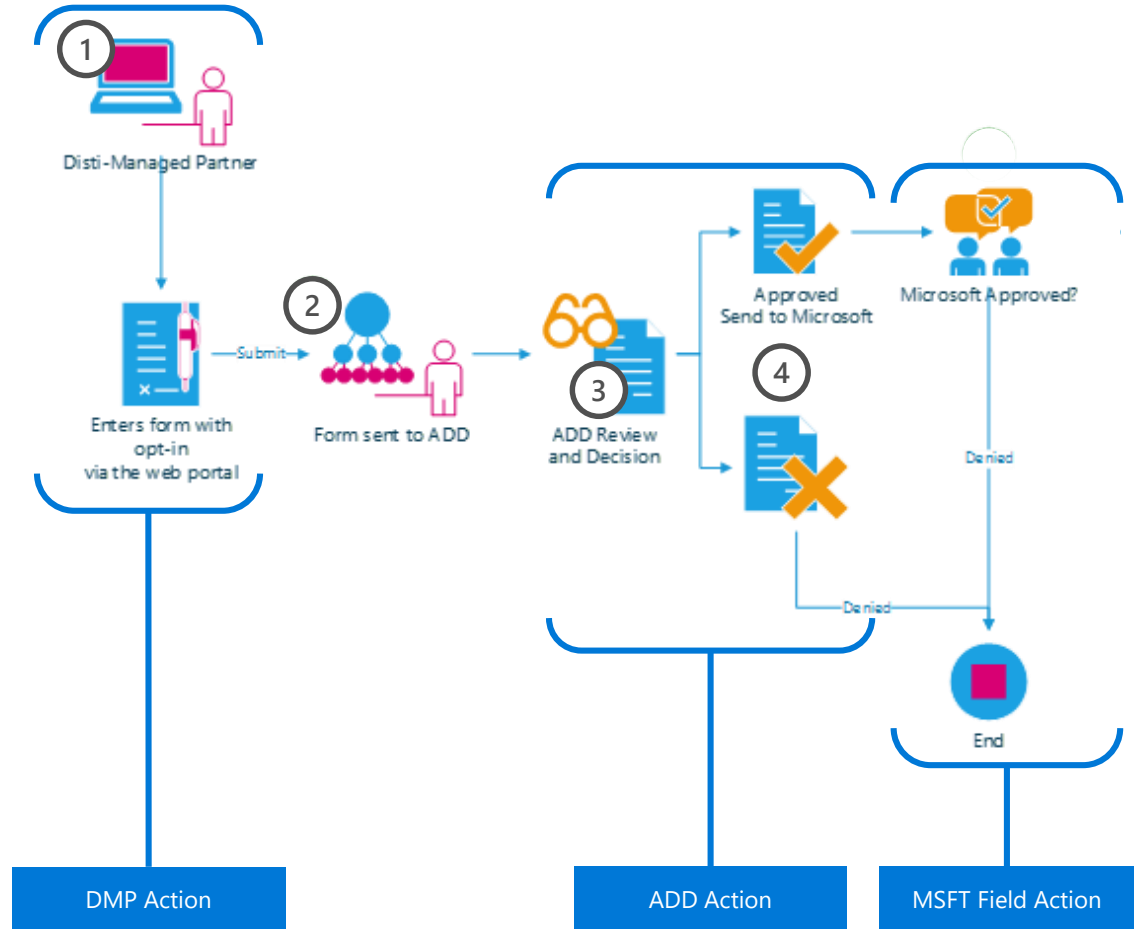 1
Disti-Managed Partner
Enters form with
opt-in
via the web portal
Submit
2
Form sent to ADD
3
ADD Review
and Decision
Approved
Send to Microsoft
4
Denied
Microsoft Approved?
Denied
End
DMP Action
ADD Action
MSFT Field Action